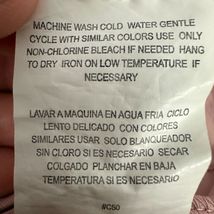 MACHINE WASH COLD WATER GENTLE
CYCLE WITH SIMILAR COLORS USE ONLY
NON-CHLORINE BLEACH IF NEEDED HANG
TO DRY IRON ON LOW TEMPERATURE IF
NECESSARY
LAVAR A MAQUINA EN AGUA FRIA CICLO
LENTO DELICADO CON COLORES
SIMILARES USAR SOLO BLANQUEADOR
SIN CLORO SI ES NECESARIO SECAR
COLGADO PLANCHAR EN BAJA
TEMPERATURA SI ES NECESARIO
#C50